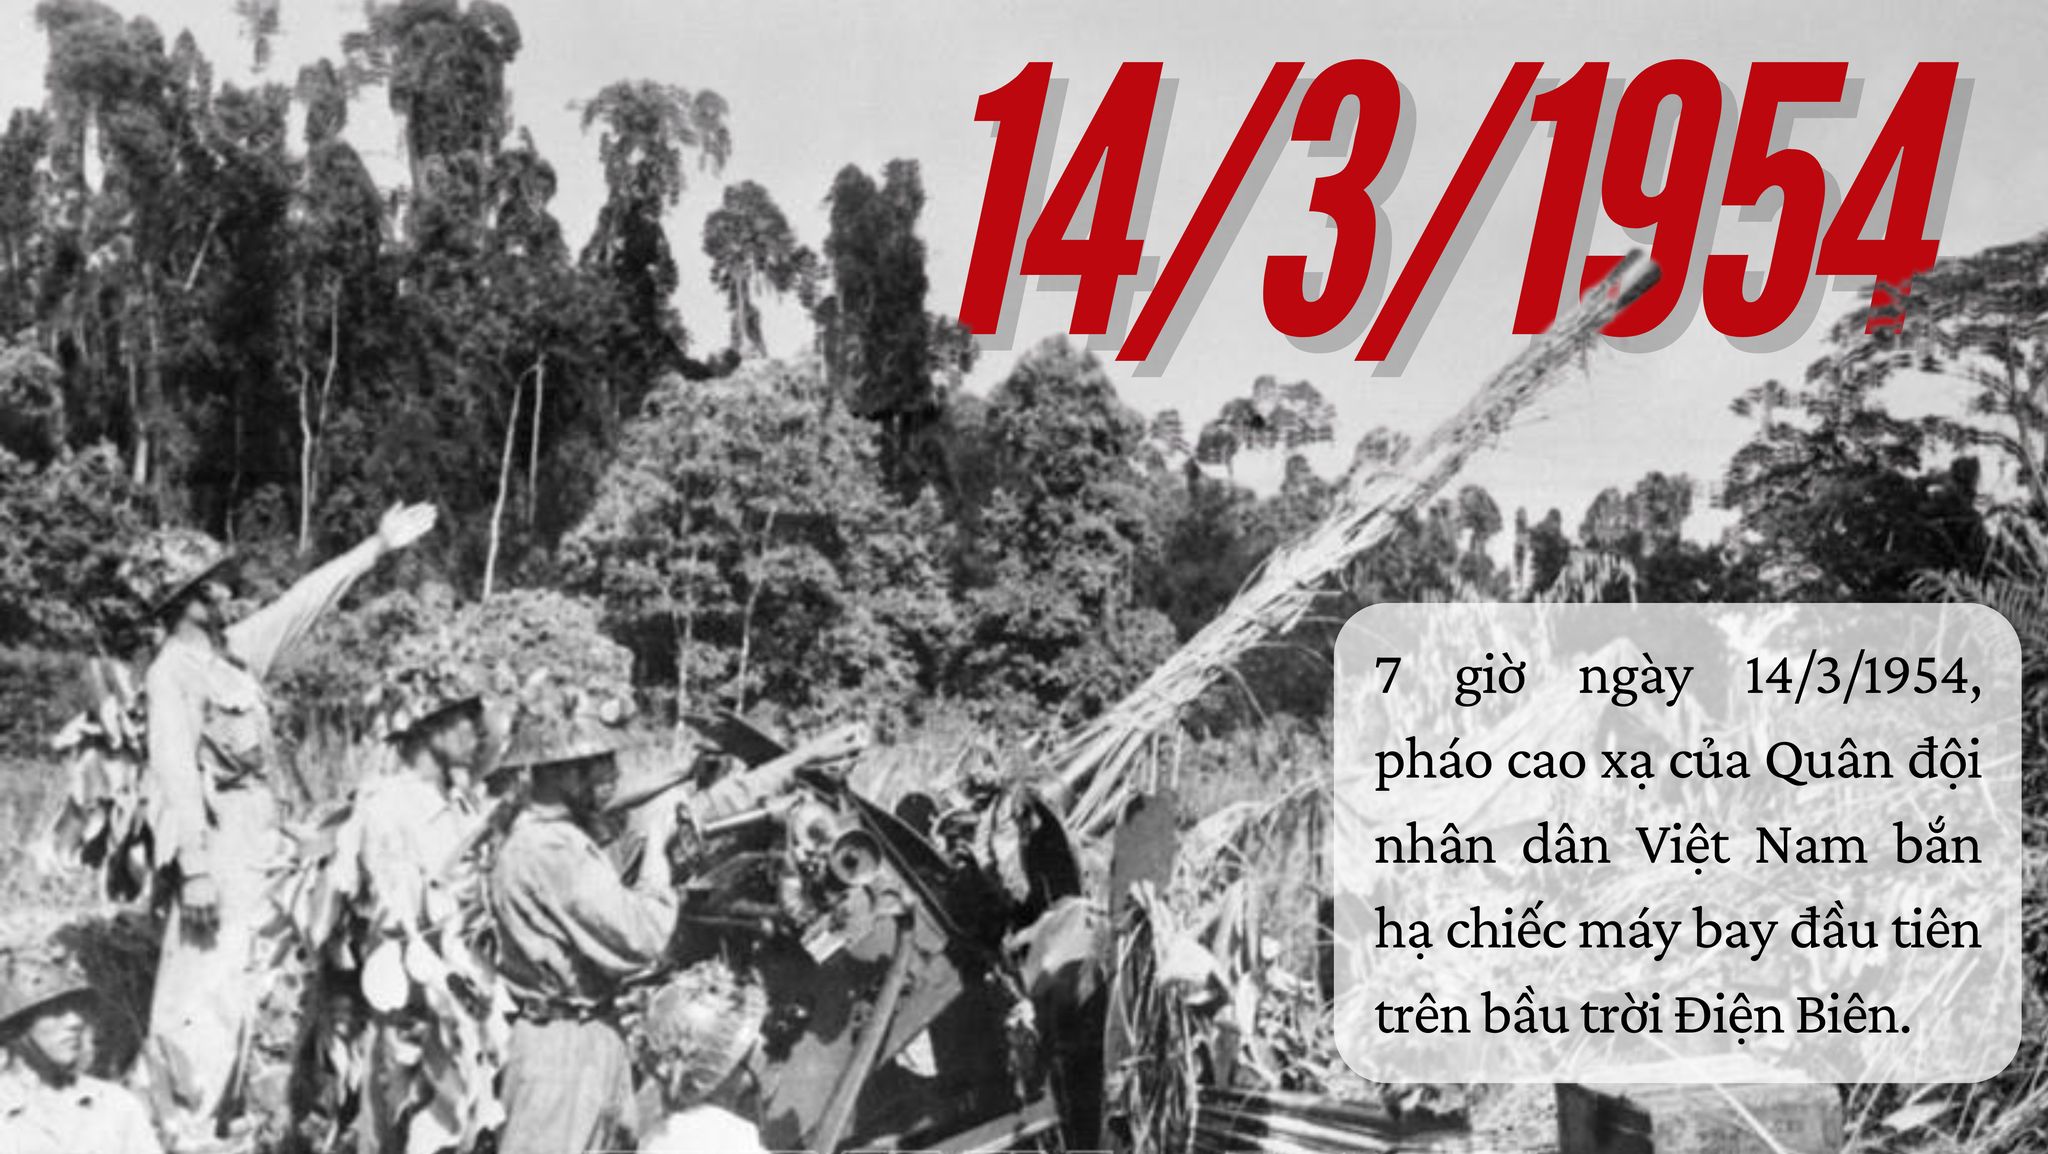 14/3/1954
7 giờ ngày 14/3/1954,
pháo cao xạ của Quân đội
nhân dân Việt Nam bắn
hạ chiếc máy bay đầu tiên
trên bầu trời Điện Biên.